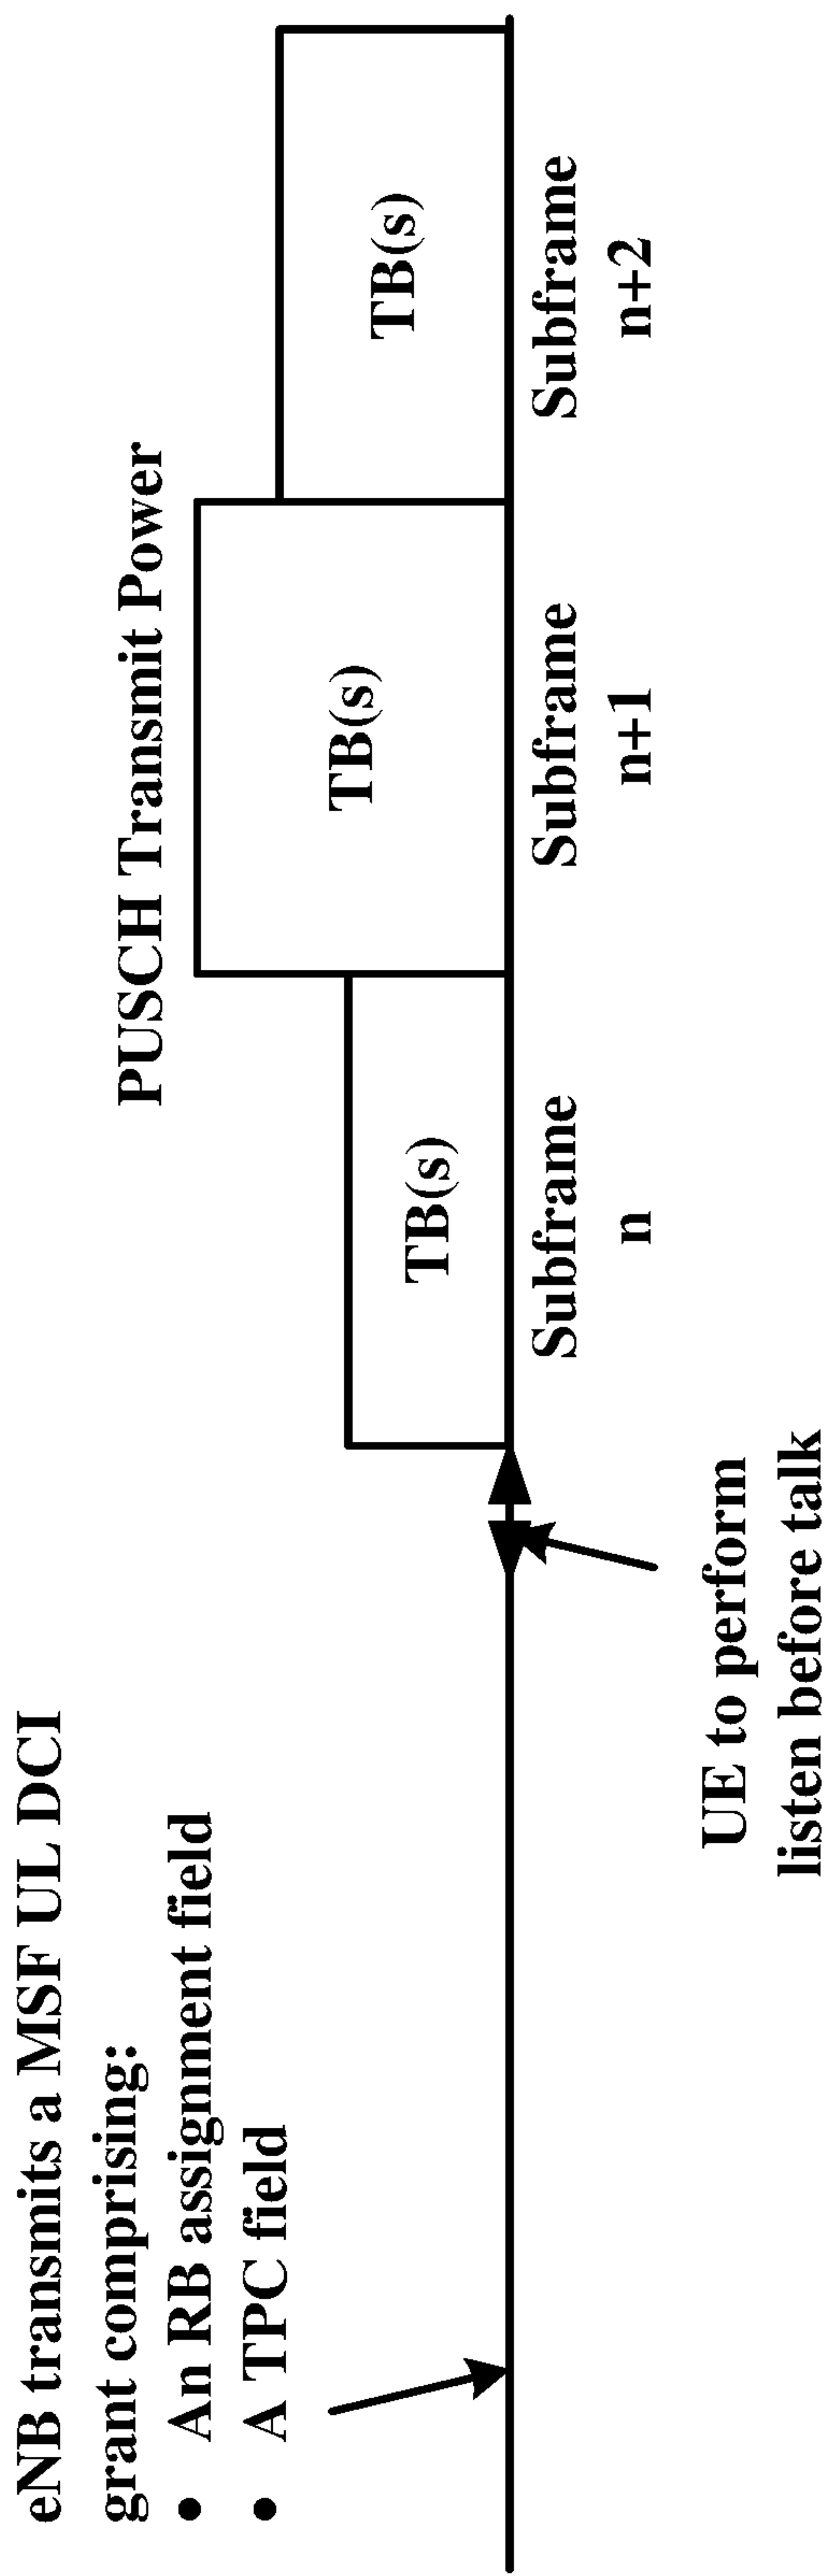 eNB transmits a MSF UL DCI
grant comprising:
• An RB assignment field
• A TPC field
UE to perform
listen before talk
PUSCH Transmit Power
TB(s)
TB(s)
TB(s)
Subframe
n
Subframe
n+1
Subframe
n+2